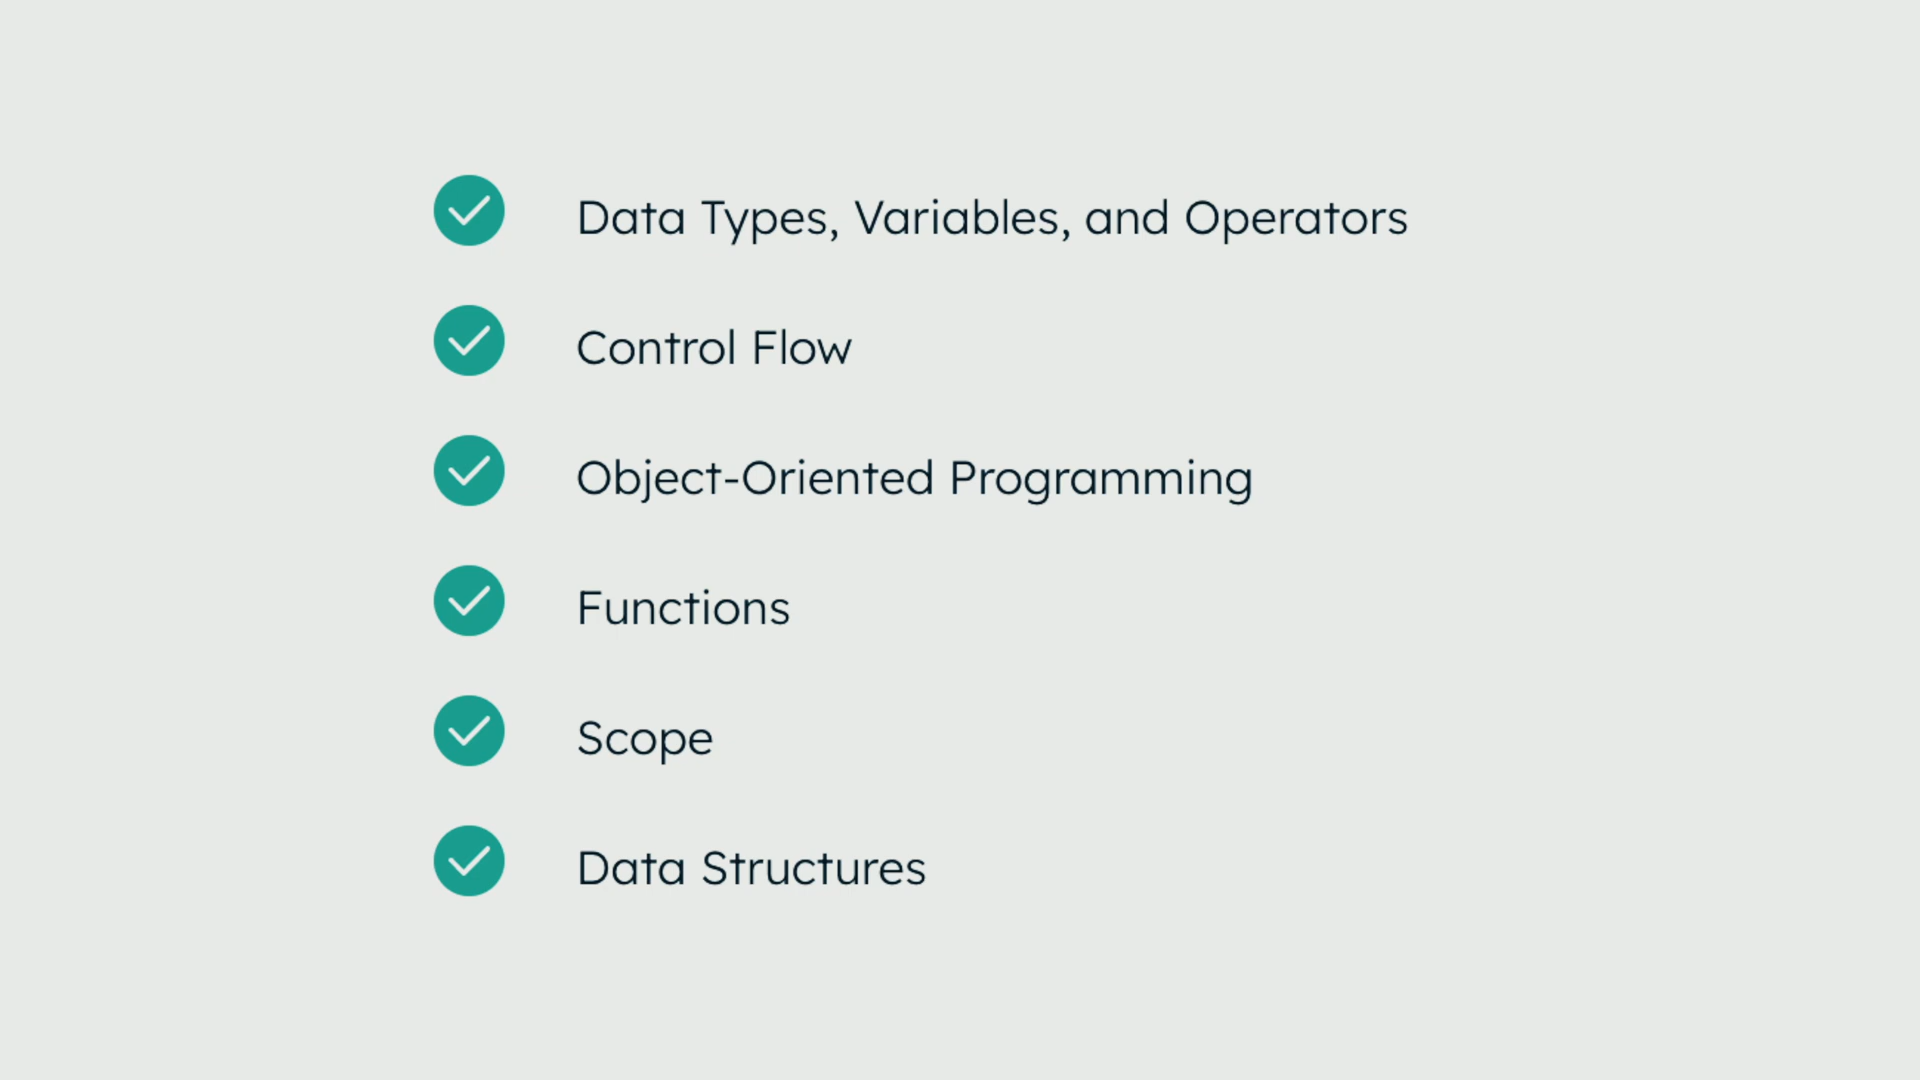 Data Types, Variables, and Operators
Control Flow
Object-Oriented Programming
Functions
Scope
Data Structures